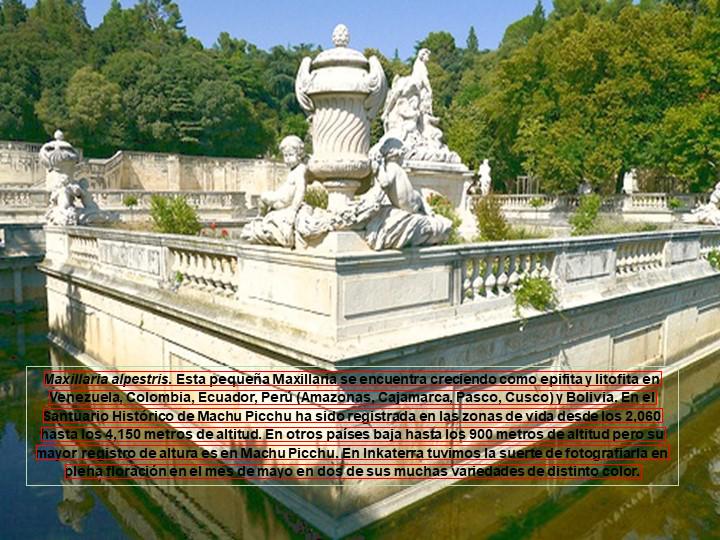 Maxillaria alpestris. Esta pequeña Maxillaria se encuentra creciendo como epífita y litofita en
Venezuela, Colombia, Ecuador, Perú (Amazonas, Cajamarca, Pasco, Cusco) y Bolivia. En el
Santuario Histórico de Machu Picchu ha sido registrada en las zonas de vida desde los 2,060
hasta los 4,150 metros de altitud. En otros países baja hasta los 900 metros de altitud pero su
mayor registro de altura es en Machu Picchu. En Inkaterra tuvimos la suerte de fotografiarla en
plena floración en el mes de mayo en dos de sus muchas variedades de distinto color.